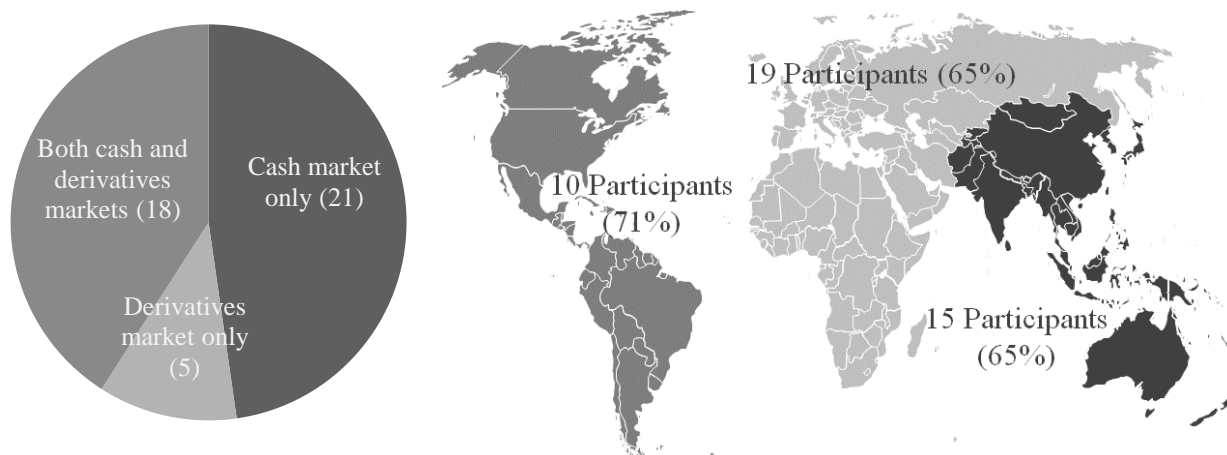 Both cash and
derivatives
markets (18)
Cash market
only (21)
Derivatives
market only
(5)
10 Participants
(71%)
19 Participants (65%)
15 Participants
(65%)